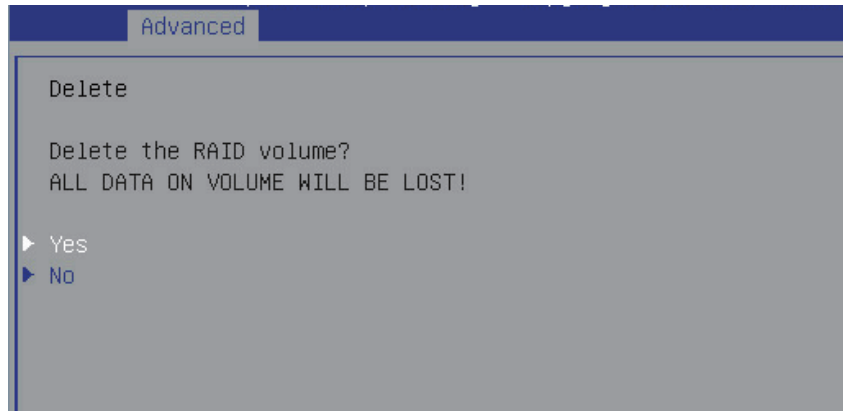 Advanced
Delete
Delete the RAID volume?
ALL DATA ON VOLUME WILL BE LOST!
Yes
No